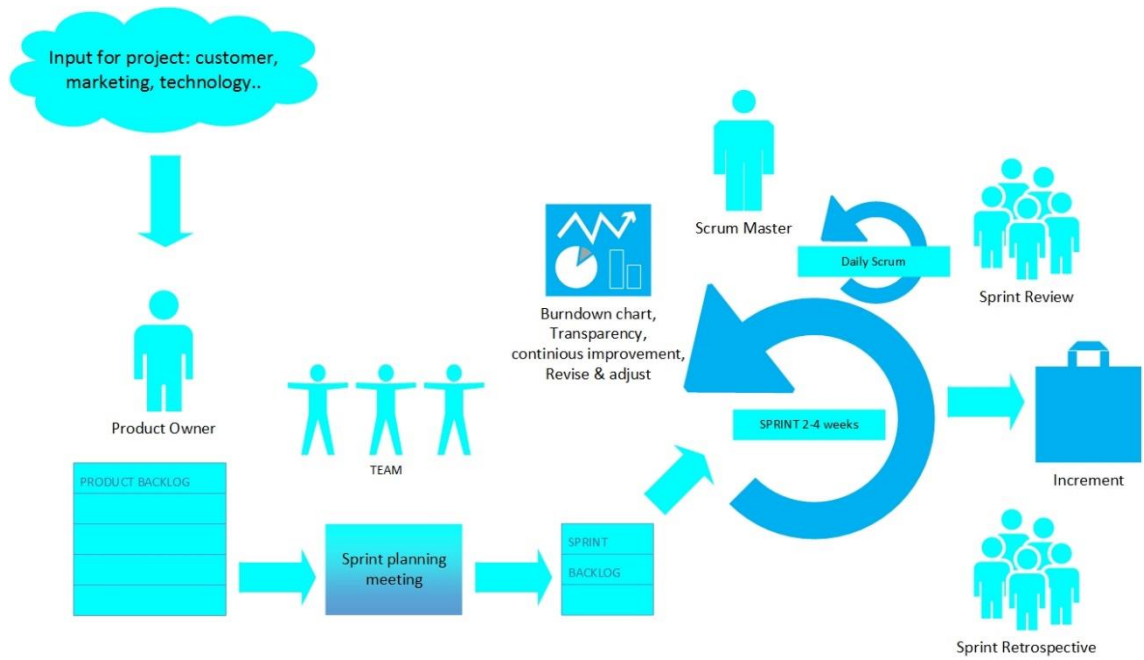 Input for project: customer,
marketing, technology..
Product Owner
PRODUCT BACKLOG
TEAM
Sprint planning
meeting
SPRINT
BACKLOG
Burndown chart,
Transparency,
continious improvement,
Revise & adjust
Scrum Master
Daily Scrum
SPRINT 2-4 weeks
Sprint Review
Increment
Sprint Retrospective